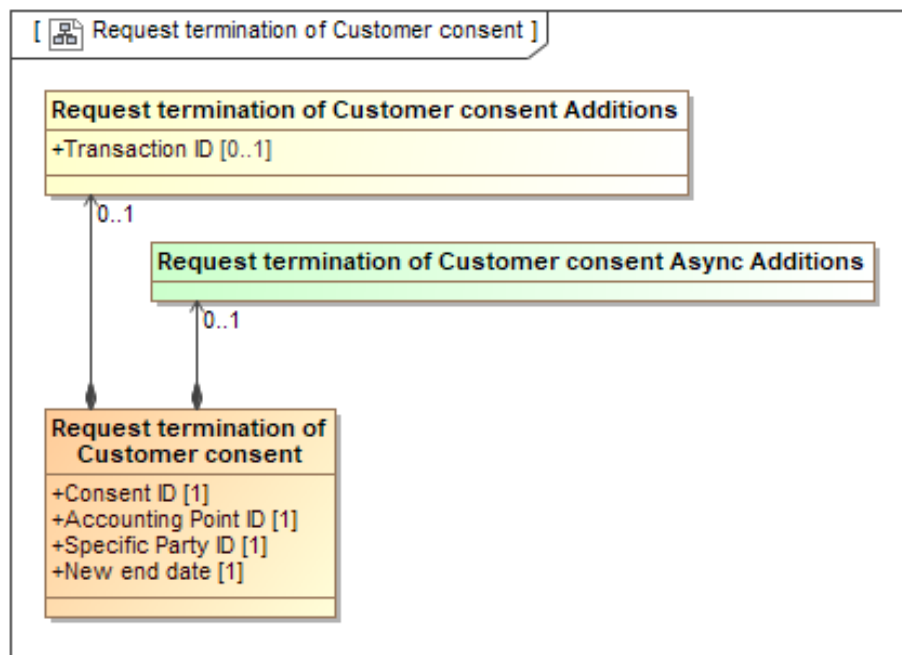 [ Request termination of Customer consent ]
Request termination of Customer consent Additions
+Transaction ID [0..1]
0..1
Request termination of Customer consent Async Additions
0..1
Request termination of
Customer consent
+Consent ID [1]
+Accounting Point ID [1]
+Specific Party ID [1]
+New end date [1]